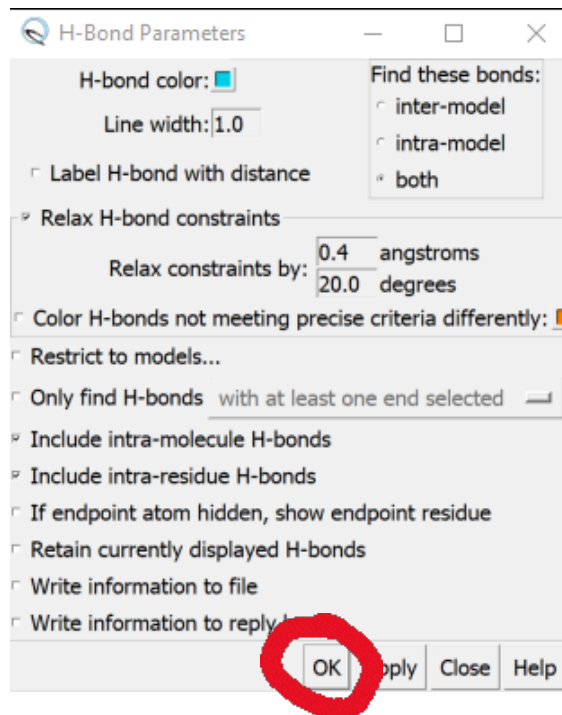 H-Bond Parameters
H-bond color:
Line width: 1.0
Label H-bond with distance
Find these bonds:
inter-model
intra-model
both
Relax H-bond constraints
Relax constraints by:
0.4 angstroms
20.0 degrees
Color H-bonds not meeting precise criteria differently:
Restrict to models...
Only find H-bonds with at least one end selected
Include intra-molecule H-bonds
Include intra-residue H-bonds
If endpoint atom hidden, show endpoint residue
Retain currently displayed H-bonds
Write information to file
Write information to reply
OK Close Help